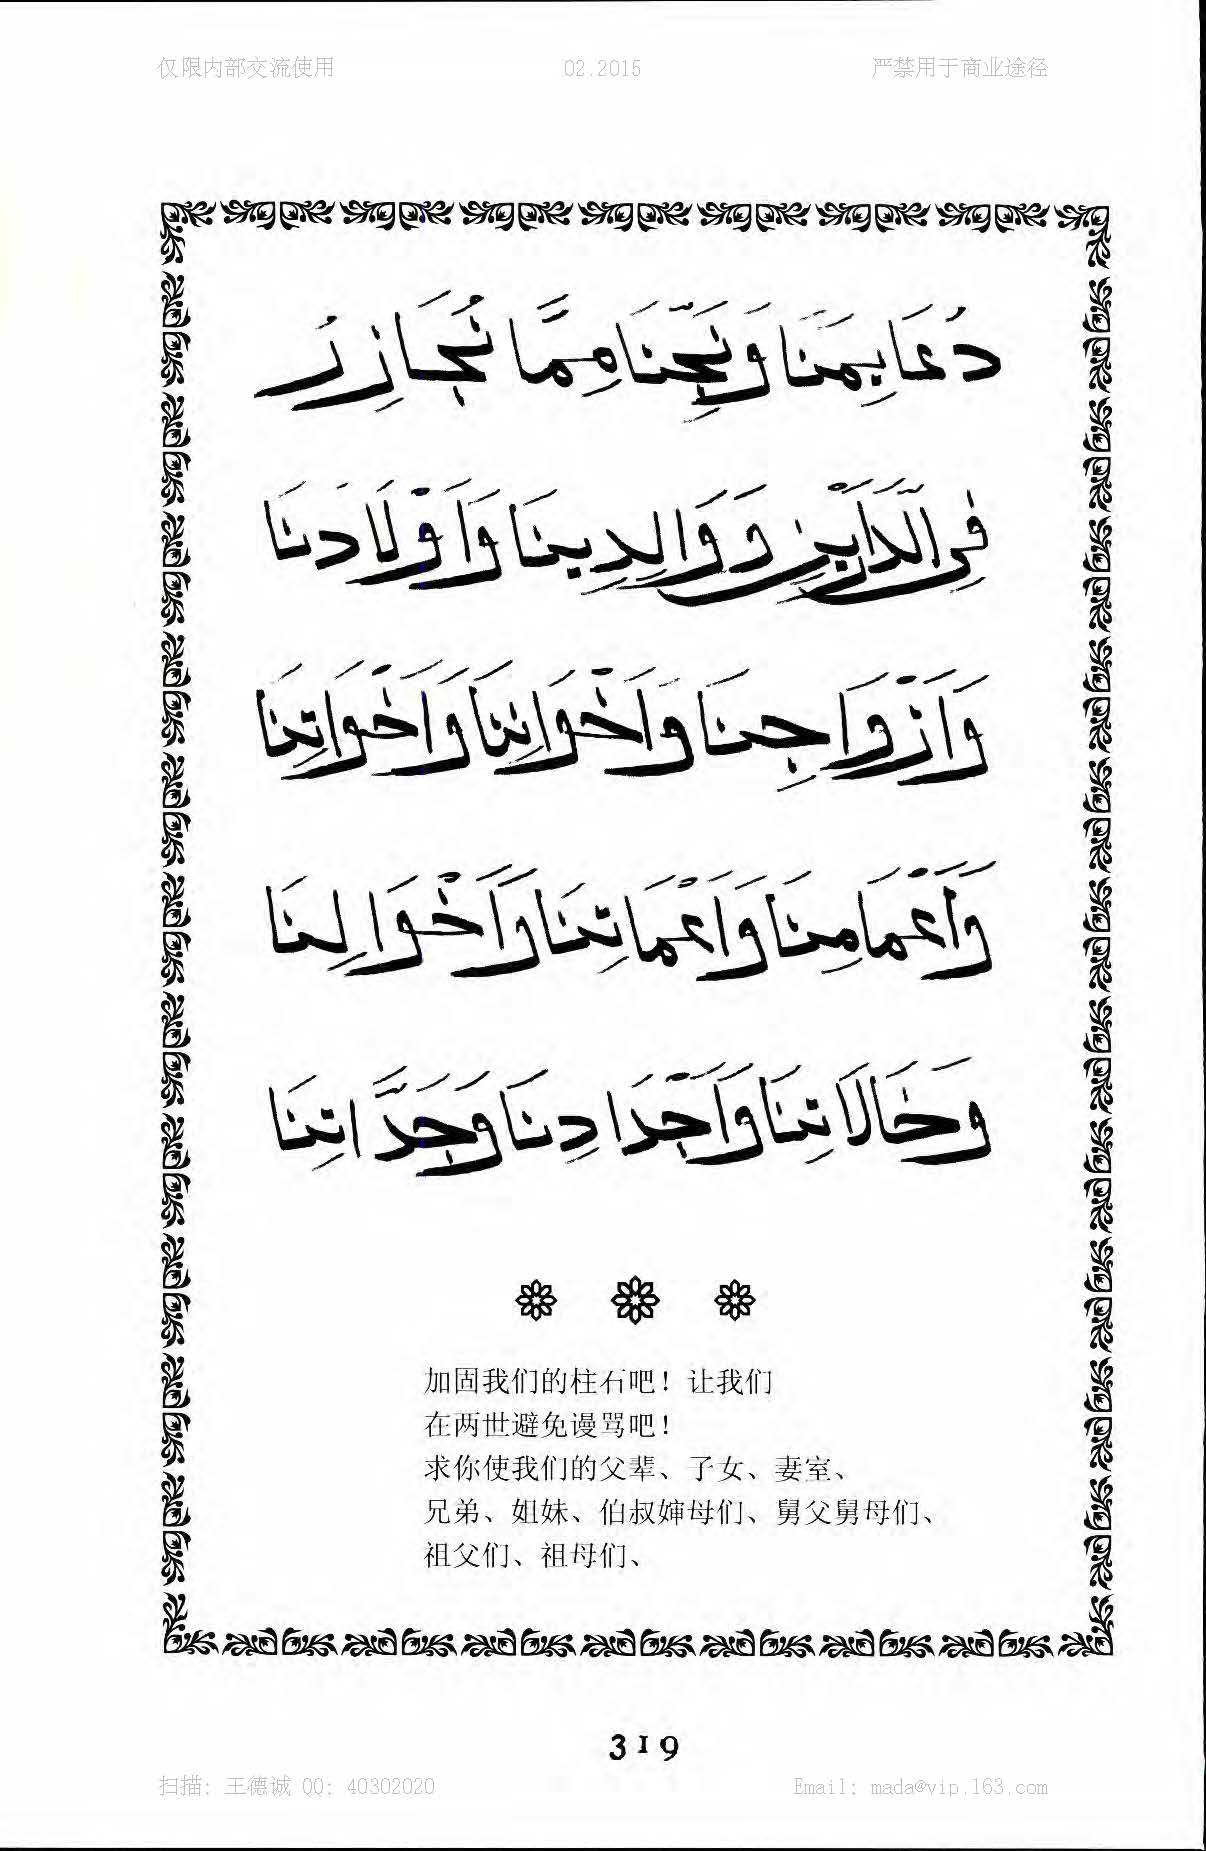 仅限内部交流使用 02.2015 严禁用于商业途径
دُعَايِمَنَا وَنَجِّنَا مِمَّا نُجَازِرُ
فِى الدَّارَيْنِ وَ وَالِدِينَا وَاَوْلَادَنَا
وَاَزْوَاجِنَا وَاَخْوَانِنَا وَاَخْوَاتِنَا
وَاَعْمَامِنَا وَاَعْمَاتِنَا وَاَخْوَالِنَا
وَخَالَاتِنَا وَاَجْدَادِنَا وَجَدَّاتِنَا
加固我们的柱石吧！让我们
在两世避免谩骂吧！
求你使我们的父辈、子女、妻室、
兄弟、姐妹、伯叔婶母们、舅父舅母们、
祖父们、祖母们、
319
扫描: 王德诚 QQ: 40302020 Email: mada@vip.163.com